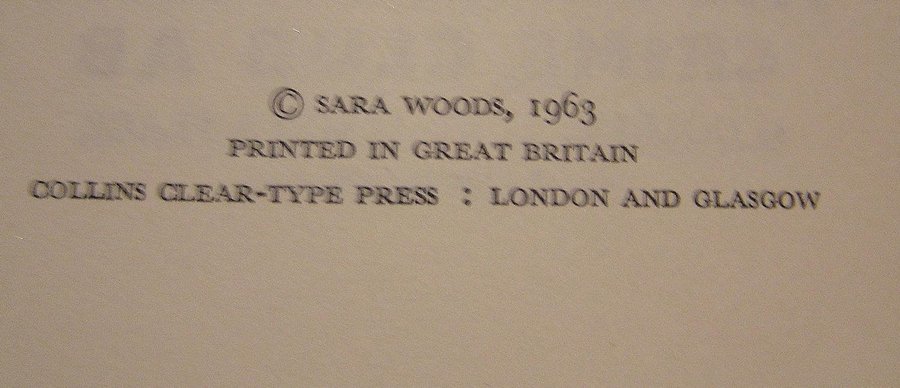 © SARA WOODS, 1963
PRINTED IN GREAT BRITAIN
COLLINS CLEAR-TYPE PRESS : LONDON AND GLASGOW